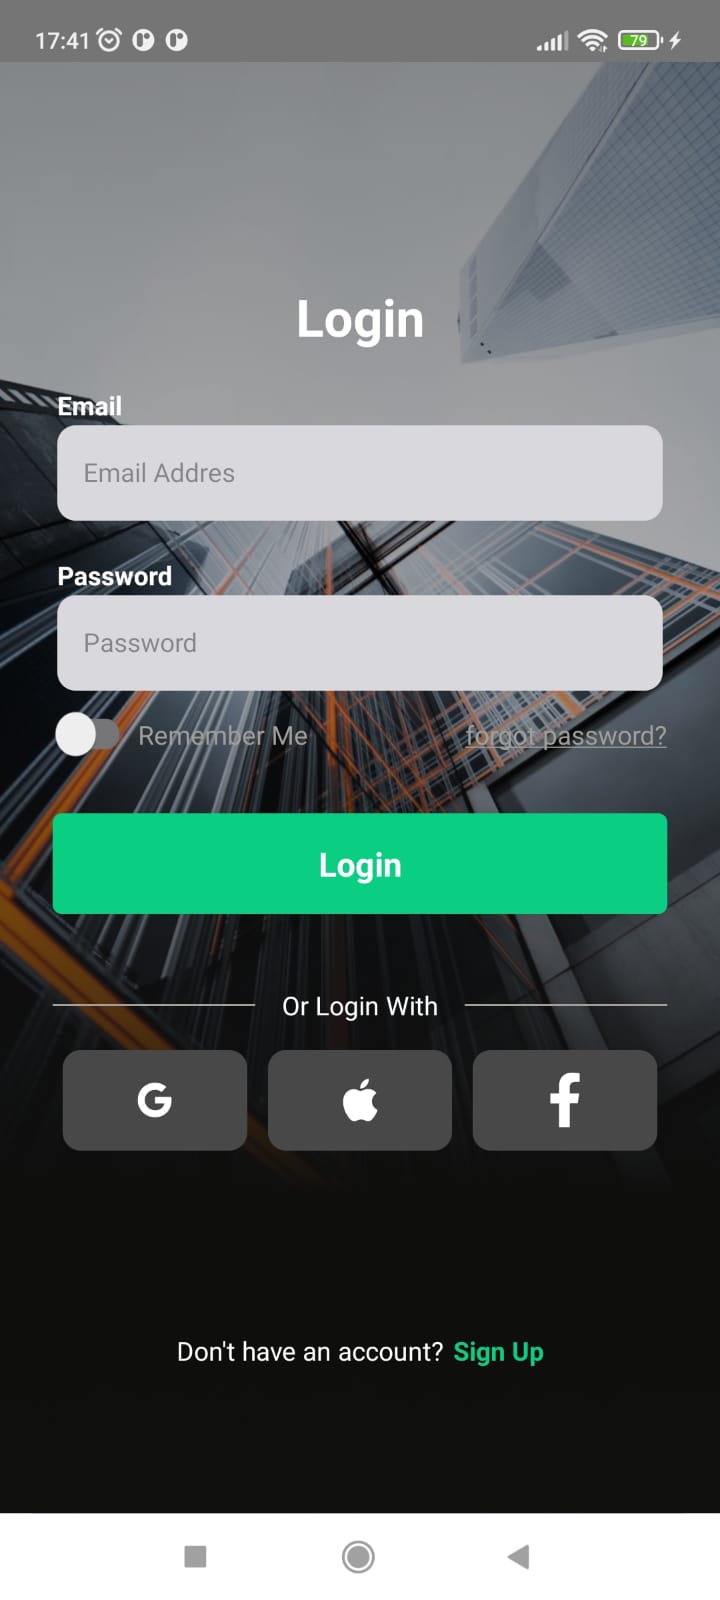 17:41
79
Login
Email
Email Addres
Password
Password
Remember Me forgot password?
Login
Or Login With
G
Don't have an account? Sign Up